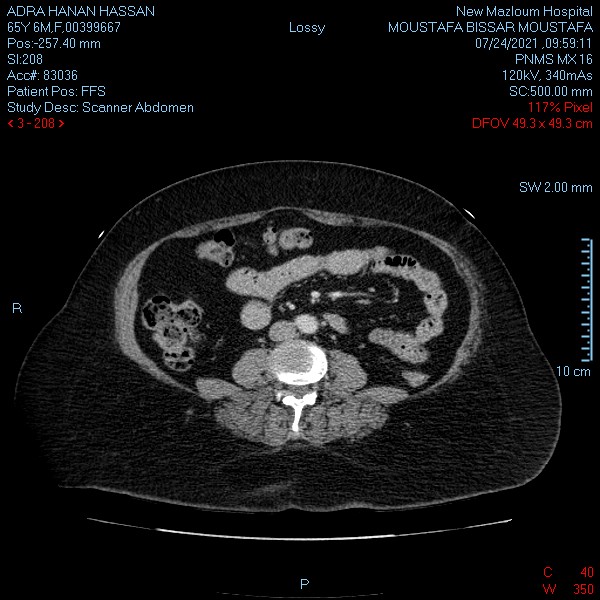 ADRA HANAN HASSAN
65Y 6M,F,00399667
Pos:-257.40 mm
SI:208
Acc#: 83036
Patient Pos: FFS
Study Desc: Scanner Abdomen
< 3 - 208 >
Lossy
New Mazloum Hospital
MOUSTAFA BISSAR MOUSTAFA
07/24/2021 ,09:59:11
PNMS MX 16
120kV, 340mAs
SC:500.00 mm
117% Pixel
DFOV 49.3 x 49.3 cm
SW 2.00 mm
R
10 cm
P
C 40
W 350